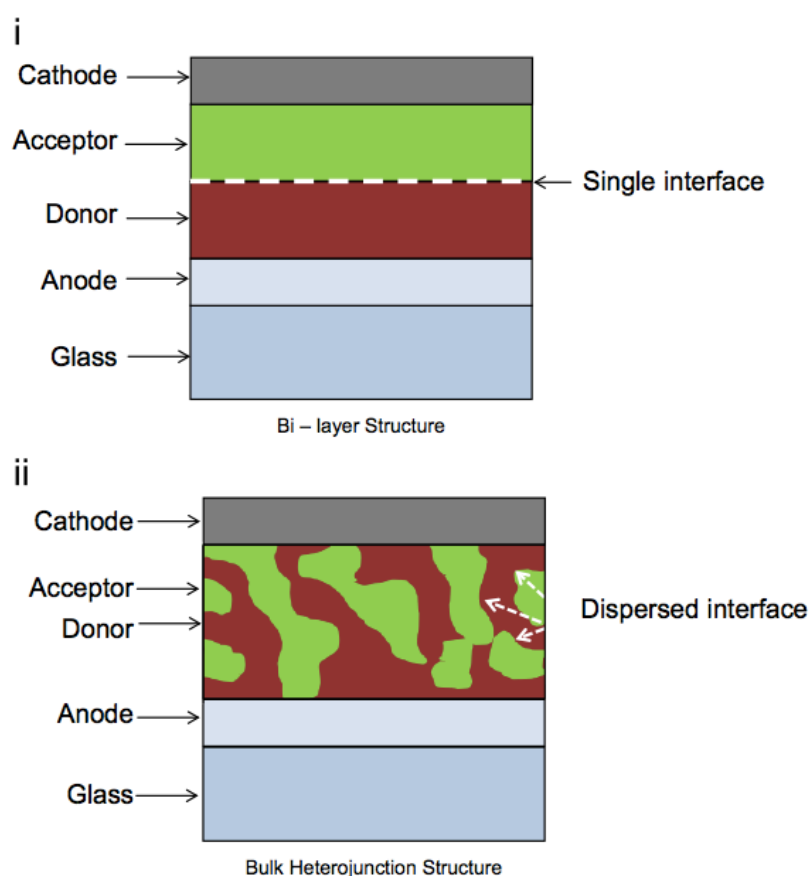 i
Cathode
Acceptor
Single interface
Donor
Anode
Glass
Bi – layer Structure
ii
Cathode
Acceptor
Dispersed interface
Donor
Anode
Glass
Bulk Heterojunction Structure